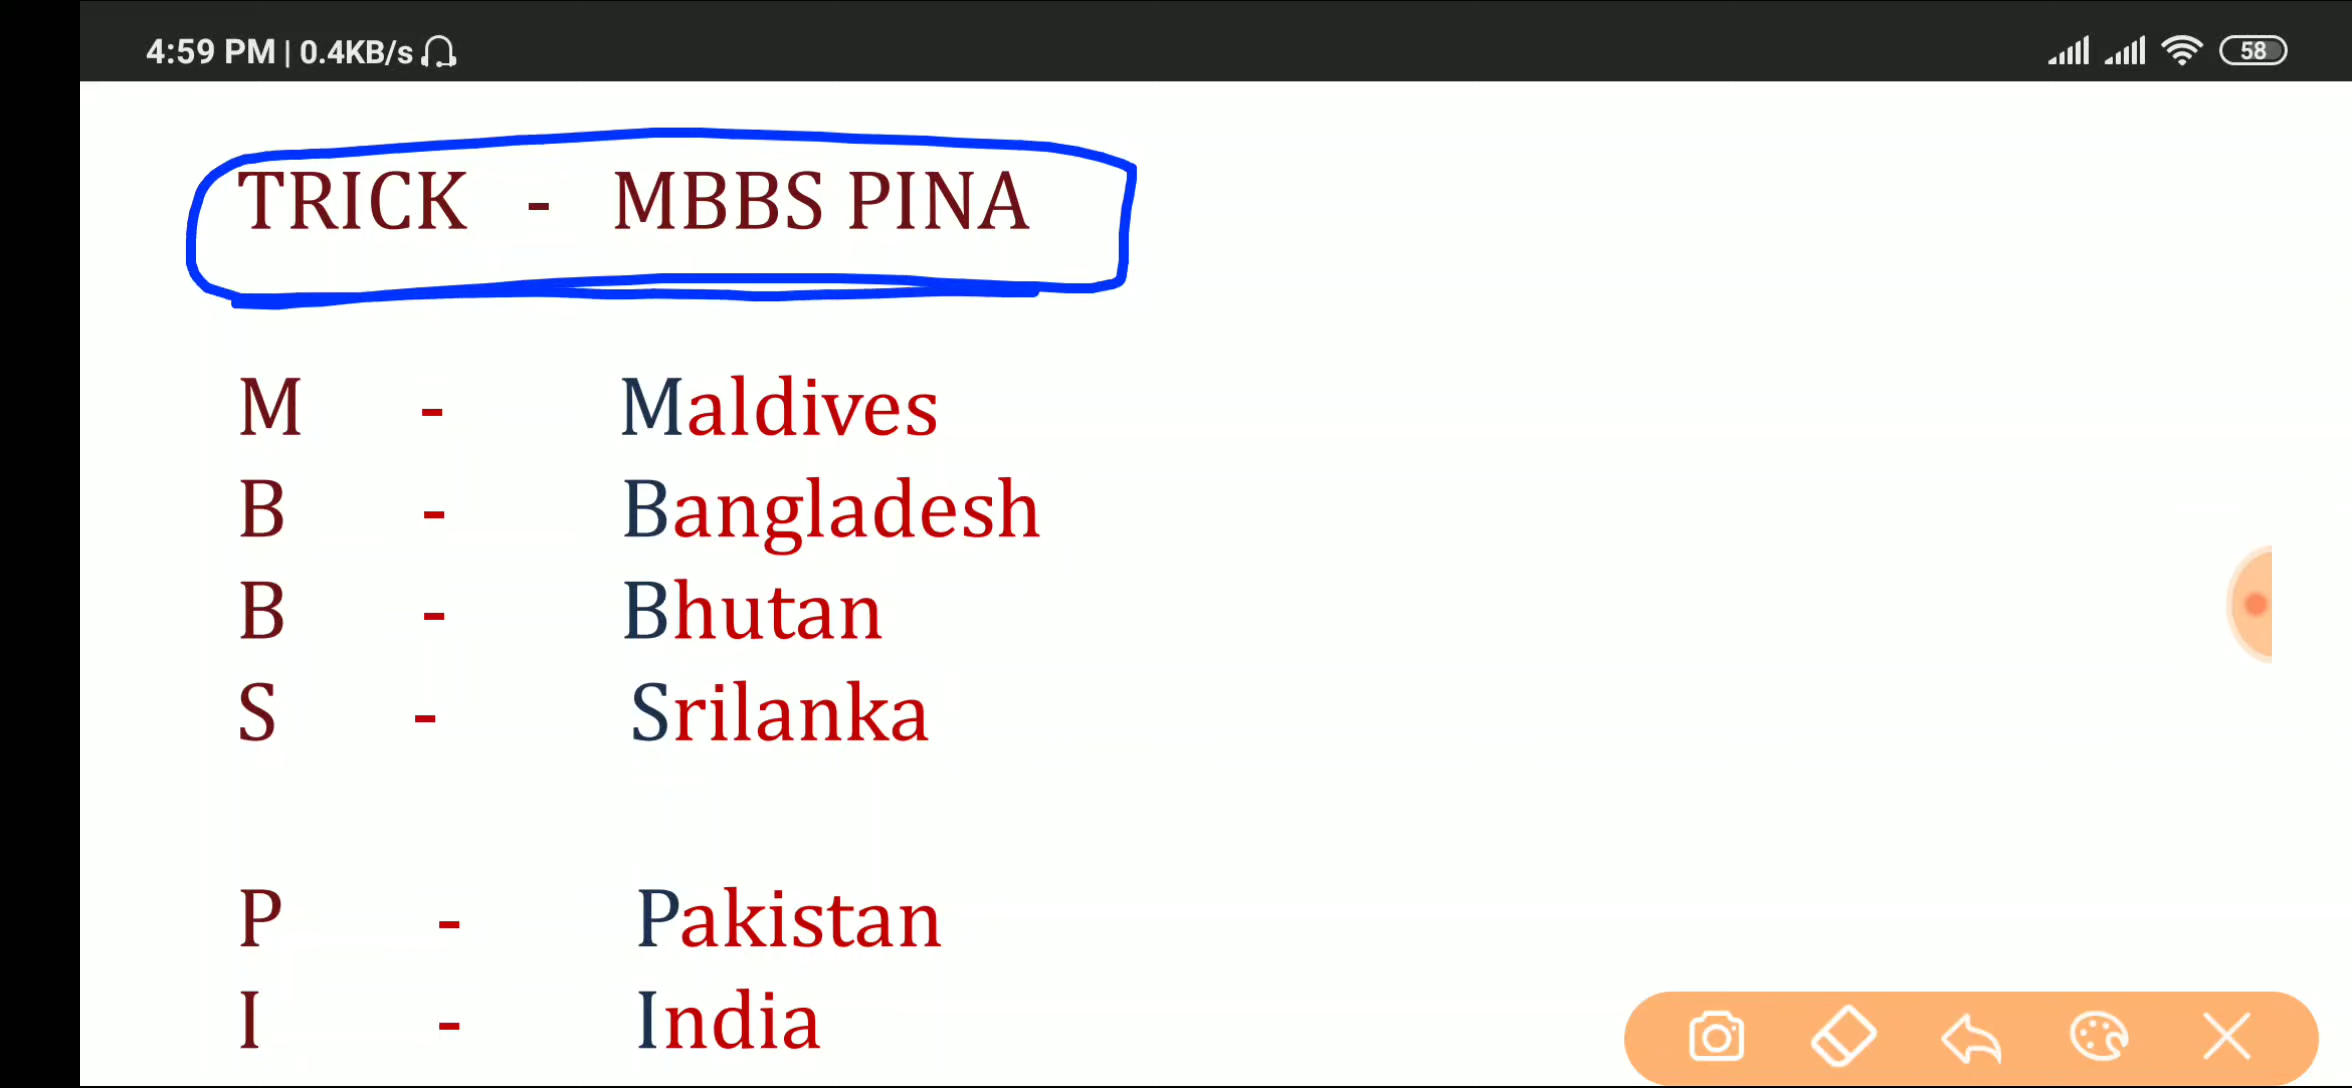 4:59 PM | 0.4KB/s 58
TRICK - MBBS PINA
M - Maldives
B - Bangladesh
B - Bhutan
S - Srilanka
P - Pakistan
I - India